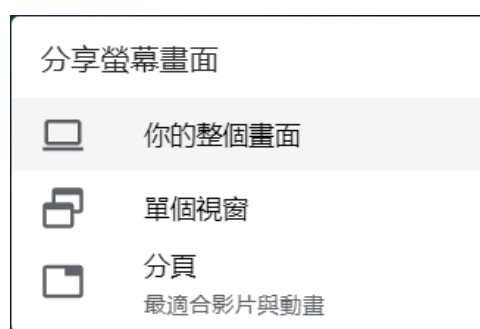 分享螢幕畫面
你的整個畫面
單個視窗
分頁
最適合影片與動畫